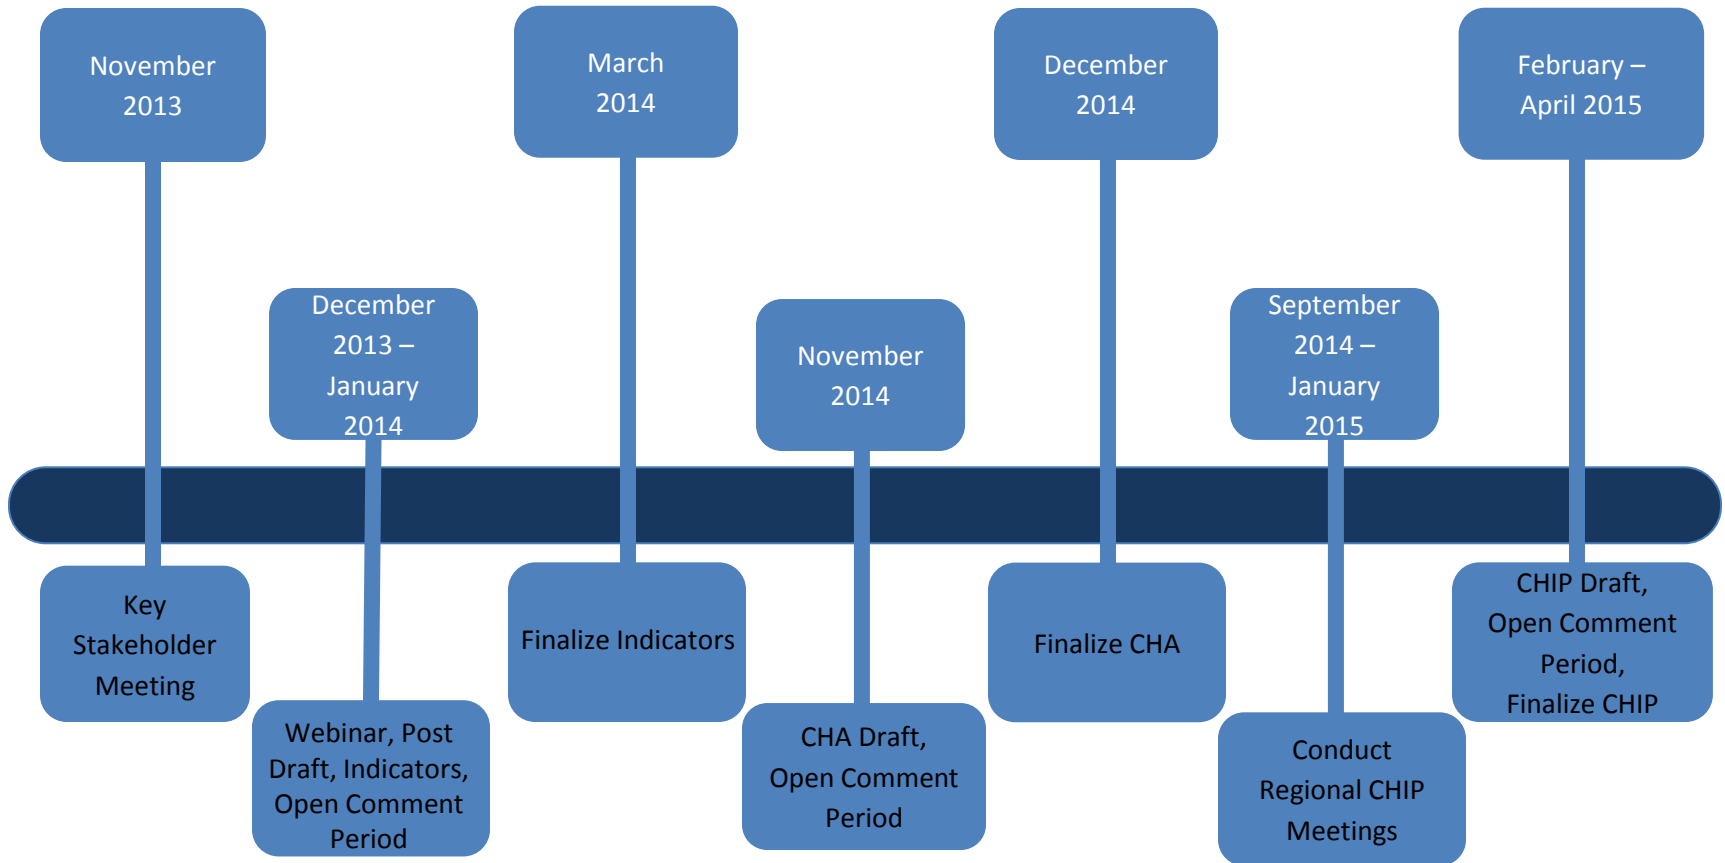 November
2013
March
2014
December
2014
February –
April 2015
December
2013 –
January
2014
November
2014
September
2014 –
January
2015
Key
Stakeholder
Meeting
Finalize Indicators
Finalize CHA
CHIP Draft,
Open Comment
Period,
Finalize CHIP
Webinar, Post
Draft, Indicators,
Open Comment
Period
CHA Draft,
Open Comment
Period
Conduct
Regional CHIP
Meetings